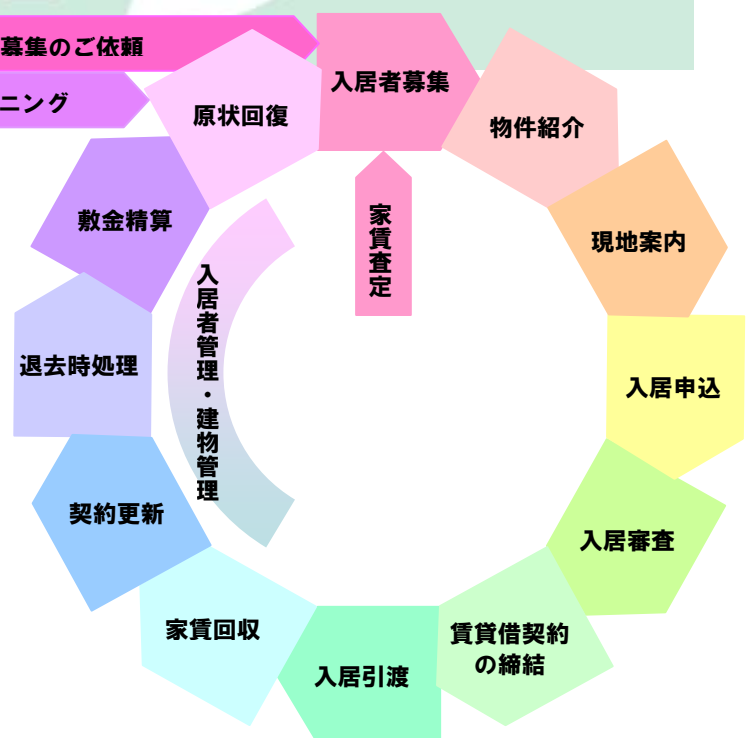 募集のご依頼
ニング
入居者募集
物件紹介
現地案内
入居申込
入居審査
賃貸借契約
の締結
入居引渡
家賃回収
契約更新
退去時処理
敷金精算
原状回復
家賃査定
入居者管理・建物管理